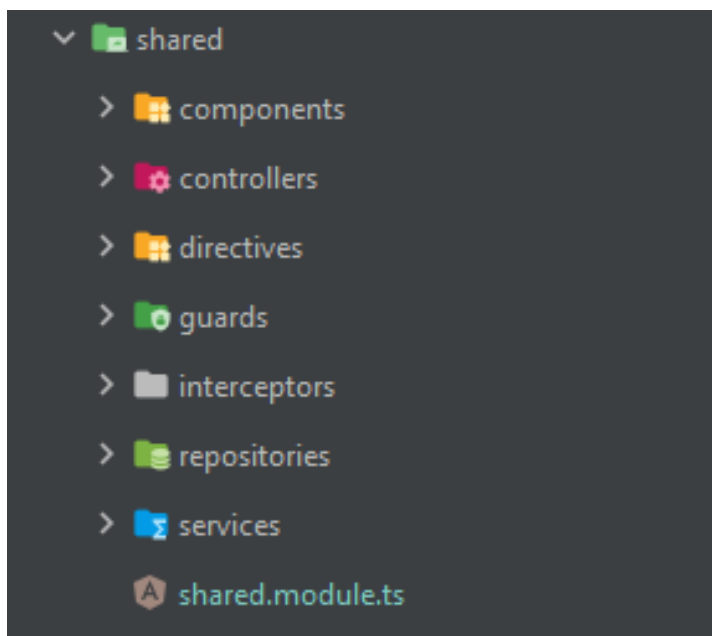 shared
components
controllers
directives
guards
interceptors
repositories
services
shared.module.ts